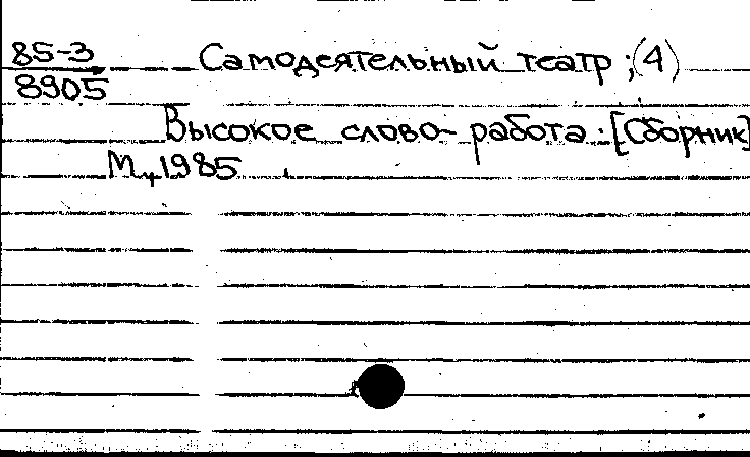 85-3
8905
Самодеятельный театр ; (4)
Высокое слово - работа : [Сборник]
М., 1985